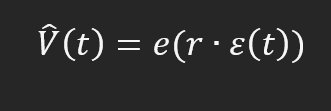 V̂(t) = e(r · ε(t))